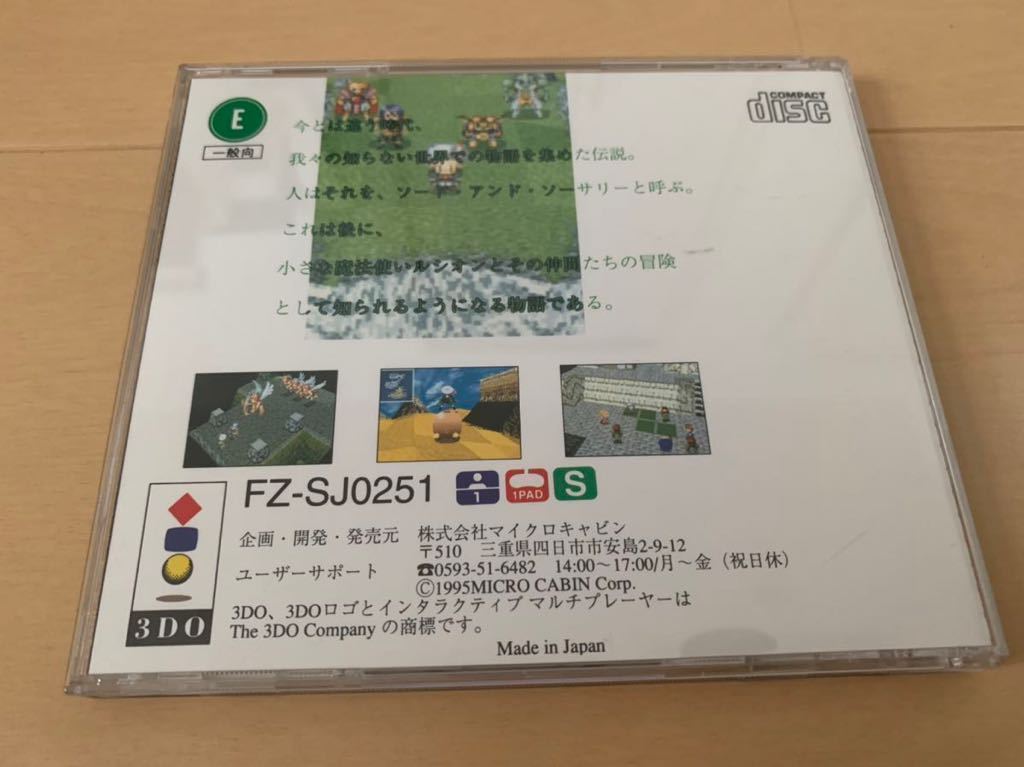 E
一般向
COMPACT
disc
今とは違う時代、
我々の知らない世界での物語を集めた伝説。
人はそれを、ソード・アンド・ソーサリーと呼ぶ。
これは後に、
小さな魔法使いルシオンとその仲間たちの冒険
として知られるようになる物語である。
FZ-SJ0251
1
1PAD
S
企画・開発・発売元 株式会社マイクロキャビン
〒510 三重県四日市市安島2-9-12
ユーザーサポート ☎0593-51-6482 14:00〜17:00/月〜金（祝日休）
Ⓒ1995MICRO CABIN Corp.
3DO、3DOロゴとインタラクティブ マルチプレーヤーは
The 3DO Company の商標です。
3DO
Made in Japan